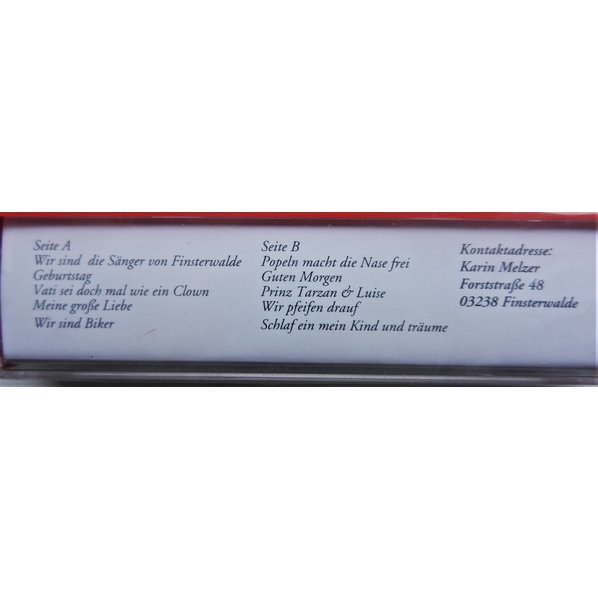 Seite A
Wir sind die Sänger von Finsterwalde
Geburtstag
Vati sei doch mal wie ein Clown
Meine große Liebe
Wir sind Biker
Seite B
Popeln macht die Nase frei
Guten Morgen
Prinz Tarzan & Luise
Wir pfeifen drauf
Schlaf ein mein Kind und träume
Kontaktadresse:
Karin Melzer
Forststraße 48
03238 Finsterwalde